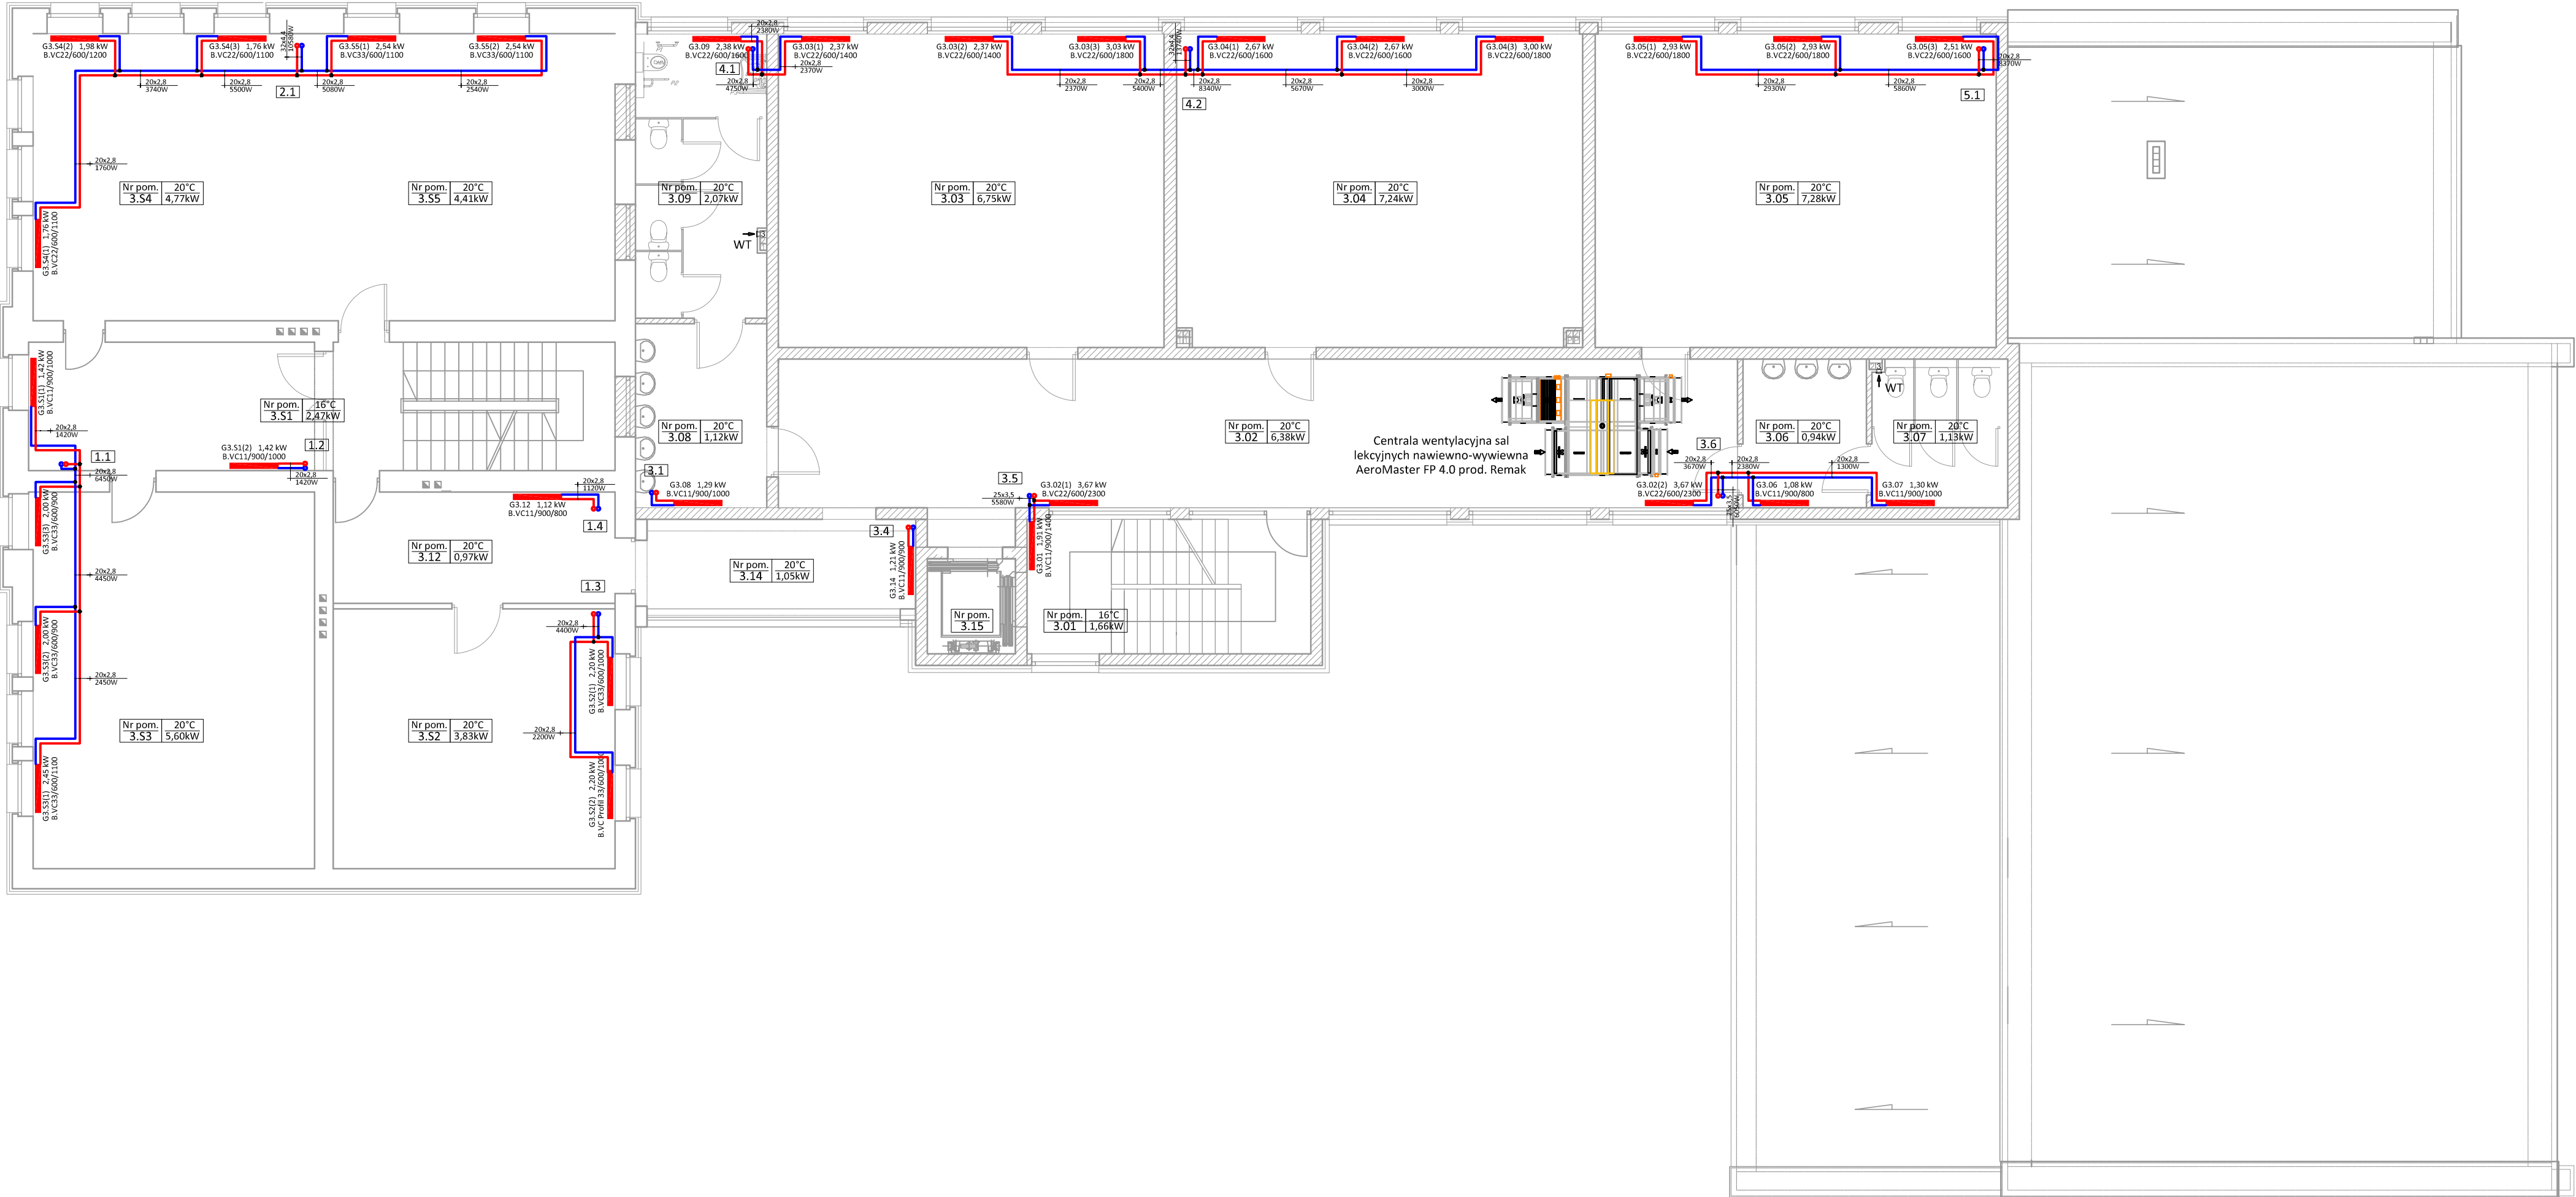 G3.S4(2) 1,98 kW
B.VC22/600/1200
G3.S4(3) 1,76 kW
B.VC22/600/1100
32x4,4
10580W
G3.S5(1) 2,54 kW
B.VC33/600/1100
G3.S5(2) 2,54 kW
B.VC33/600/1100
20x2,8
3740W
20x2,8
5500W
2.1
20x2,8
5080W
20x2,8
2540W
20x2,8
2380W
G3.09 2,38 kW
B.VC22/600/1600
4.1
20x2,8
4750W
G3.03(1) 2,37 kW
B.VC22/600/1400
20x2,8
2370W
G3.03(2) 2,37 kW
B.VC22/600/1400
G3.03(3) 3,03 kW
B.VC22/600/1800
20x2,8
2370W
20x2,8
5400W
32x4,4
13740W
G3.04(1) 2,67 kW
B.VC22/600/1600
20x2,8
8340W
4.2
G3.04(2) 2,67 kW
B.VC22/600/1600
20x2,8
5670W
20x2,8
3000W
G3.04(3) 3,00 kW
B.VC22/600/1800
G3.05(1) 2,93 kW
B.VC22/600/1800
G3.05(2) 2,93 kW
B.VC22/600/1800
G3.05(3) 2,51 kW
B.VC22/600/1600
20x2,8
2930W
20x2,8
5860W
20x2,8
8370W
5.1
20x2,8
1760W
Nr pom. 20°C
3.S4 4,77kW
Nr pom. 20°C
3.S5 4,41kW
Nr pom. 20°C
3.09 2,07kW
Nr pom. 20°C
3.03 6,75kW
Nr pom. 20°C
3.04 7,24kW
Nr pom. 20°C
3.05 7,28kW
G3.S4(1) 1,76 kW
B.VC22/600/1100
WT
G3.S1(1) 1,42 kW
B.VC11/900/1000
WT
Nr pom. 16°C
3.S1 2,47kW
20x2,8
1420W
G3.S1(2) 1,42 kW
B.VC11/900/1000
1.2
1.1
20x2,8
6450W
20x2,8
1420W
Nr pom. 20°C
3.08 1,12kW
Nr pom. 20°C
3.02 6,38kW
Centrala wentylacyjna sal
lekcyjnych nawiewno-wywiewna
AeroMaster FP 4.0 prod. Remak
Nr pom. 20°C
3.06 0,94kW
Nr pom. 20°C
3.07 1,13kW
3.6
20x2,8
3670W
20x2,8
2380W
20x2,8
1300W
3.1
G3.08 1,29 kW
B.VC11/900/1000
3.5
25x3,5
5580W
G3.02(1) 3,67 kW
B.VC22/600/2300
G3.02(2) 3,67 kW
B.VC22/600/2300
25x3,5
6050W
G3.06 1,08 kW
B.VC11/900/800
G3.07 1,30 kW
B.VC11/900/1000
20x2,8
1120W
G3.12 1,12 kW
B.VC11/900/800
1.4
G3.S3(3) 2,00 kW
B.VC33/600/900
Nr pom. 20°C
3.12 0,97kW
3.4
G3.14 1,21 kW
B.VC11/900/900
G3.01 1,91 kW
B.VC11/900/1400
Nr pom. 20°C
3.14 1,05kW
20x2,8
4450W
1.3
Nr pom.
3.15
Nr pom. 16°C
3.01 1,66kW
20x2,8
4400W
G3.S3(2) 2,00 kW
B.VC33/600/900
20x2,8
2450W
G3.S2(1) 2,20 kW
B.VC33/600/1000
Nr pom. 20°C
3.S3 5,60kW
Nr pom. 20°C
3.S2 3,83kW
20x2,8
2200W
G3.S3(1) 2,45 kW
B.VC33/600/1100
G3.S2(2) 2,20 kW
B.VC Profil 33/600/1000